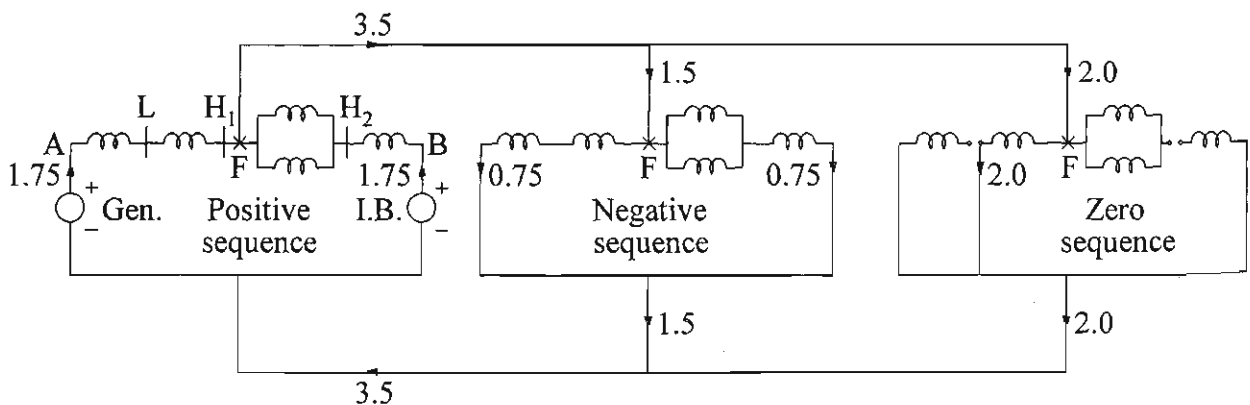 3.5
1.5
2.0
A
L
H₁
H₂
B
F
F
F
1.75
1.75
0.75
0.75
2.0
+
−
Gen.
Positive
sequence
I.B.
+
−
Negative
sequence
Zero
sequence
1.5
2.0
3.5